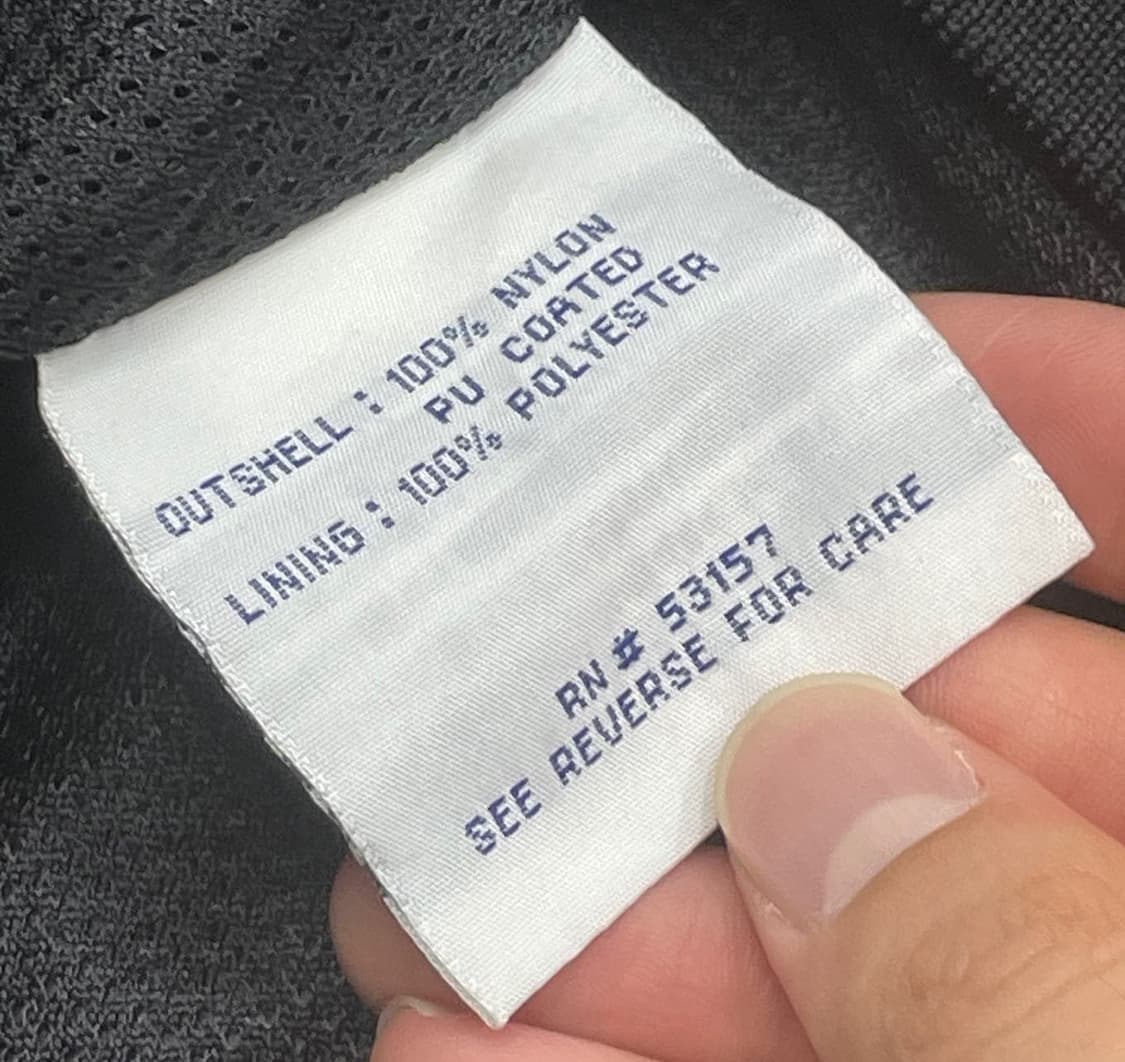 OUTSHELL : 100% NYLON
PU COATED
LINING : 100% POLYESTER
RN # 53157
SEE REVERSE FOR CARE